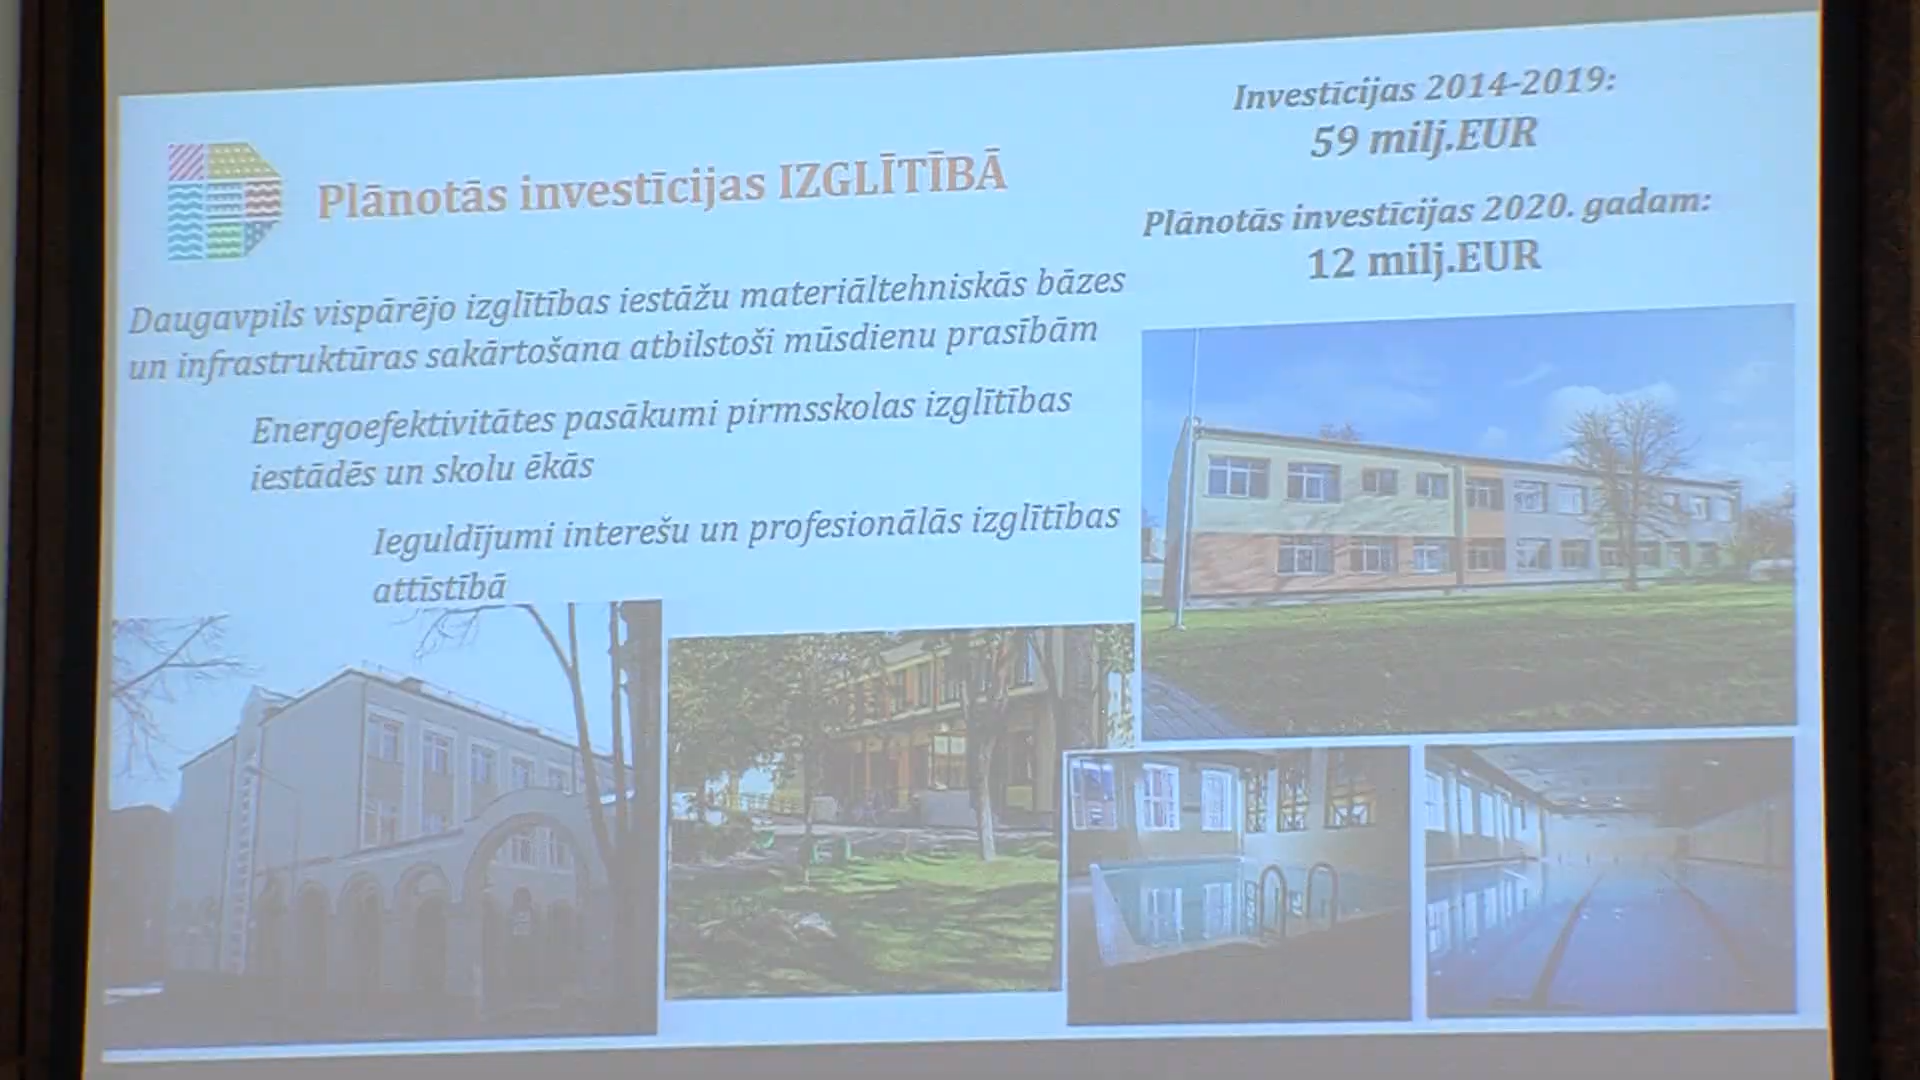 Plānotās investīcijas IZGLĪTĪBĀ
Investīcijas 2014-2019:
59 milj.EUR
Plānotās investīcijas 2020. gadam:
12 milj.EUR
Daugavpils vispārējo izglītības iestāžu materiāltehniskās bāzes
un infrastruktūras sakārtošana atbilstoši mūsdienu prasībām
Energoefektivitātes pasākumi pirmsskolas izglītības
iestādēs un skolu ēkās
Ieguldījumi interešu un profesionālās izglītības
attīstībā